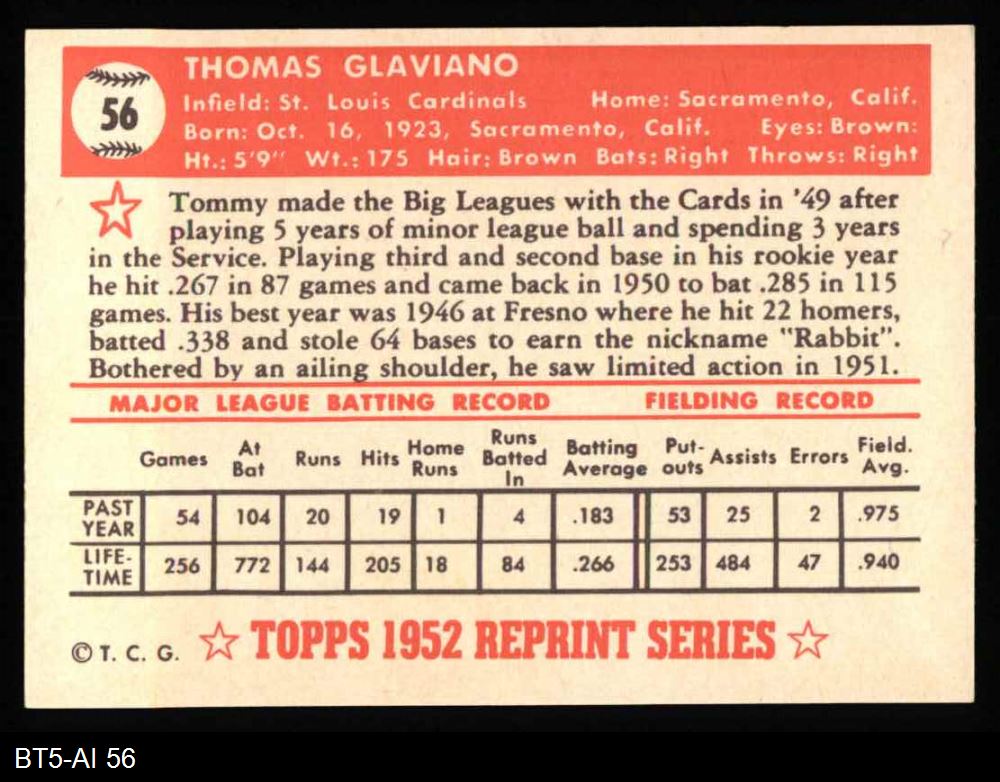 56
THOMAS GLAVIANO
Infield: St. Louis Cardinals Home: Sacramento, Calif.
Born: Oct. 16, 1923, Sacramento, Calif. Eyes: Brown:
Ht.: 5'9" Wt.: 175 Hair: Brown Bats: Right Throws: Right
Tommy made the Big Leagues with the Cards in '49 after
playing 5 years of minor league ball and spending 3 years
in the Service. Playing third and second base in his rookie year
he hit .267 in 87 games and came back in 1950 to bat .285 in 115
games. His best year was 1946 at Fresno where he hit 22 homers,
batted .338 and stole 64 bases to earn the nickname "Rabbit".
Bothered by an ailing shoulder, he saw limited action in 1951.
MAJOR LEAGUE BATTING RECORD FIELDING RECORD
Games At Bat Runs Hits Home Runs Runs Batted In Batting Average Put-outs Assists Errors Field. Avg.
PAST YEAR 54 104 20 19 1 4 .183 53 25 2 .975
LIFE-TIME 256 772 144 205 18 84 .266 253 484 47 .940
© T. C. G. TOPPS 1952 REPRINT SERIES
BT5-AI 56